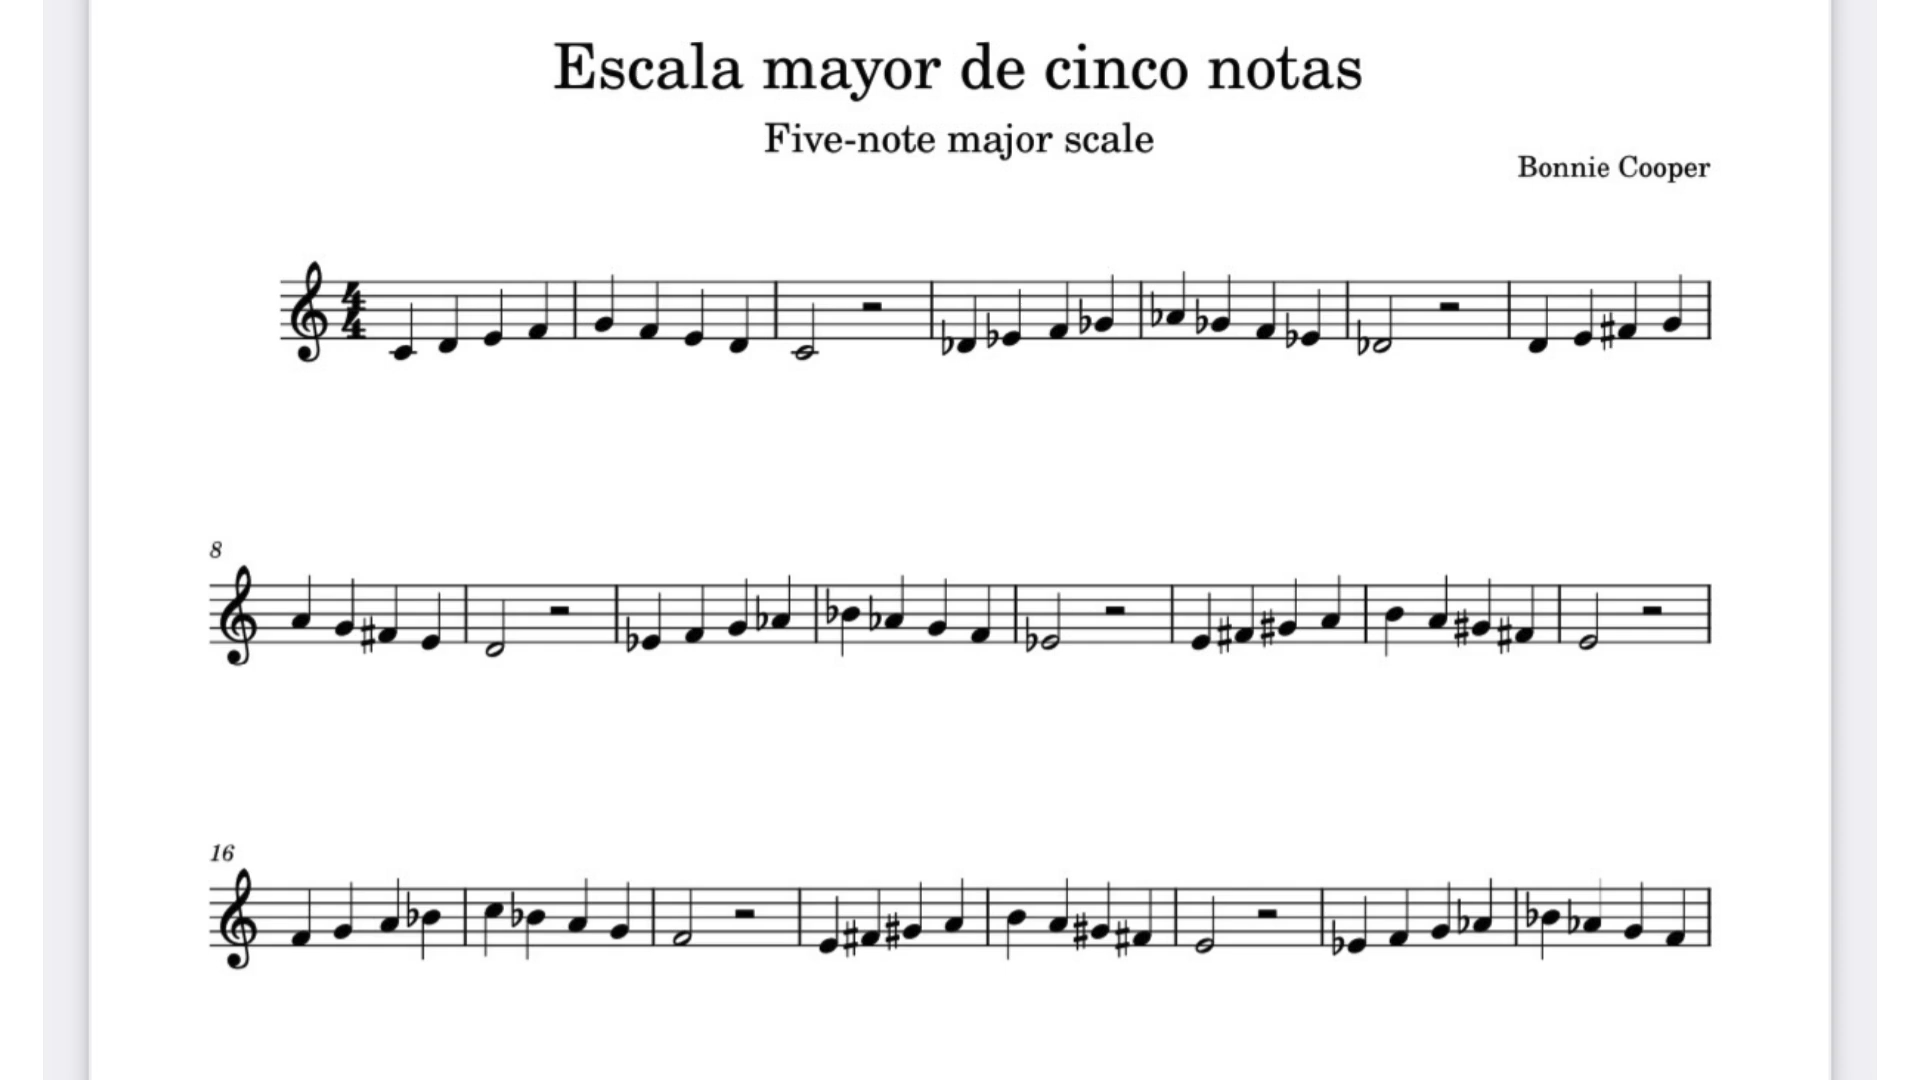 Escala mayor de cinco notas
Five-note major scale
Bonnie Cooper
4
4
8
16